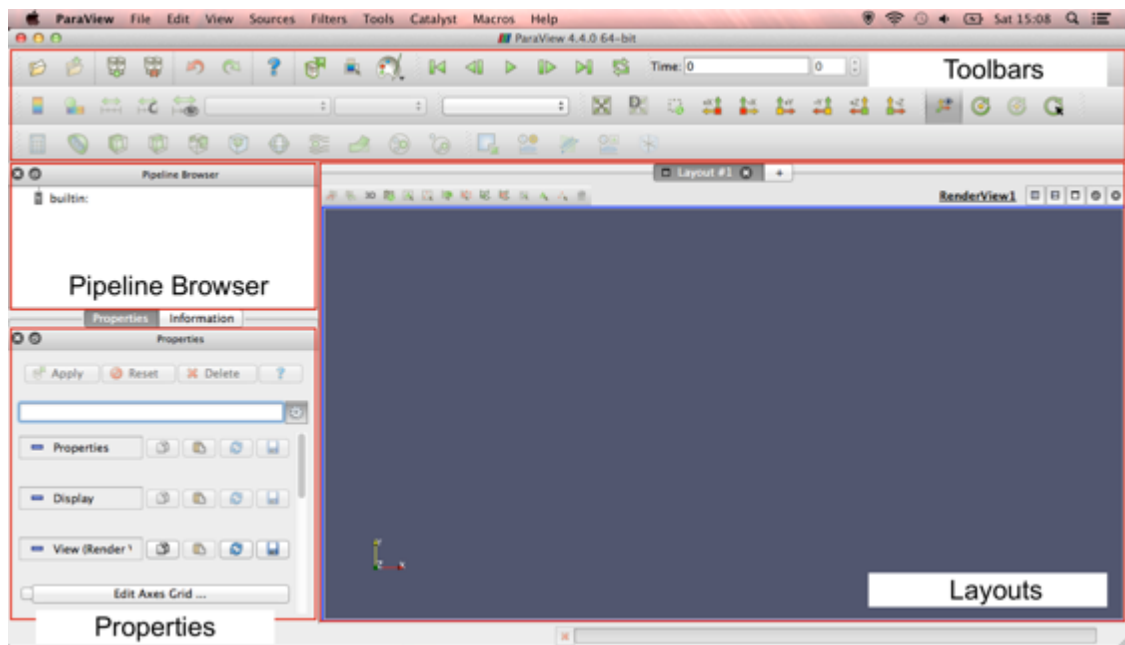 ParaView File Edit View Sources Filters Tools Catalyst Macros Help Sat 15:08
ParaView 4.4.0 64-bit
Time: 0 0 Toolbars
Pipeline Browser
builtin:
Pipeline Browser
Layout #1 +
3D RenderView1
Properties Information
Properties
Apply Reset Delete ?
Properties
Display
View (Render
Edit Axes Grid ...
Properties
Y
Z X
Layouts